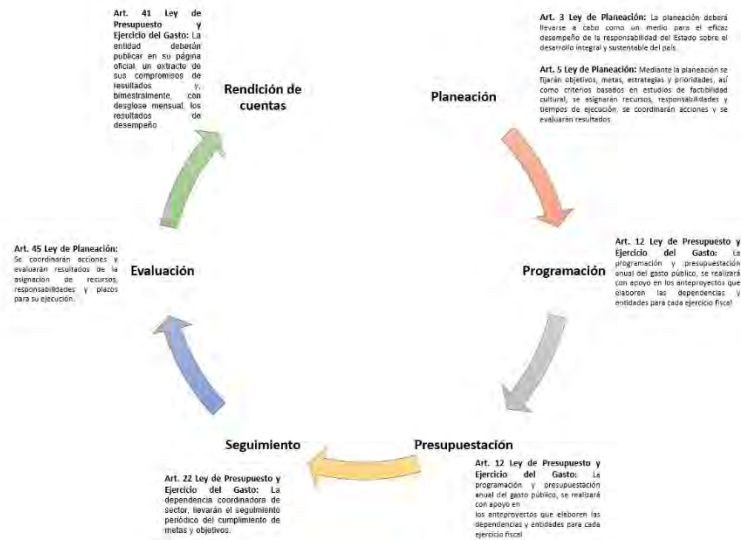 Art. 41 Ley de
Presupuesto y
Ejercicio del Gasto: La
entidad deberán
publicar en su página
oficial, un extracto de
sus compromisos de
resultados y,
bimestralmente, con
desglose mensual, los
resultados de
desempeño
Rendición de
cuentas
Planeación
Art. 3 Ley de Planeación: La planeación deberá
llevarse a cabo como un medio para el eficaz
desempeño de la responsabilidad del Estado sobre el
desarrollo integral y sustentable del país.
Art. 5 Ley de Planeación: Mediante la planeación se
fijarán objetivos, metas, estrategias y prioridades, así
como criterios basados en estudios de factibilidad
cultural, se asignarán recursos, responsabilidades y
tiempos de ejecución, se coordinarán acciones y se
evaluarán resultados.
Programación
Art. 12 Ley de Presupuesto y
Ejercicio del Gasto: La
programación y presupuestación
anual del gasto público, se realizará
con apoyo en los anteproyectos que
elaboren las dependencias y
entidades para cada ejercicio fiscal
Presupuestación
Art. 12 Ley de Presupuesto y
Ejercicio del Gasto: La
programación y presupuestación
anual del gasto público, se realizará
con apoyo en
los anteproyectos que elaboren las
dependencias y entidades para cada
ejercicio fiscal
Seguimiento
Art. 22 Ley de Presupuesto y
Ejercicio del Gasto: La
dependencia coordinadora de
sector, llevarán el seguimiento
periódico del cumplimiento de
metas y objetivos.
Evaluación
Art. 45 Ley de Planeación:
Se coordinarán acciones y
evaluarán resultados de la
asignación de recursos,
responsabilidades y plazos
para su ejecución.